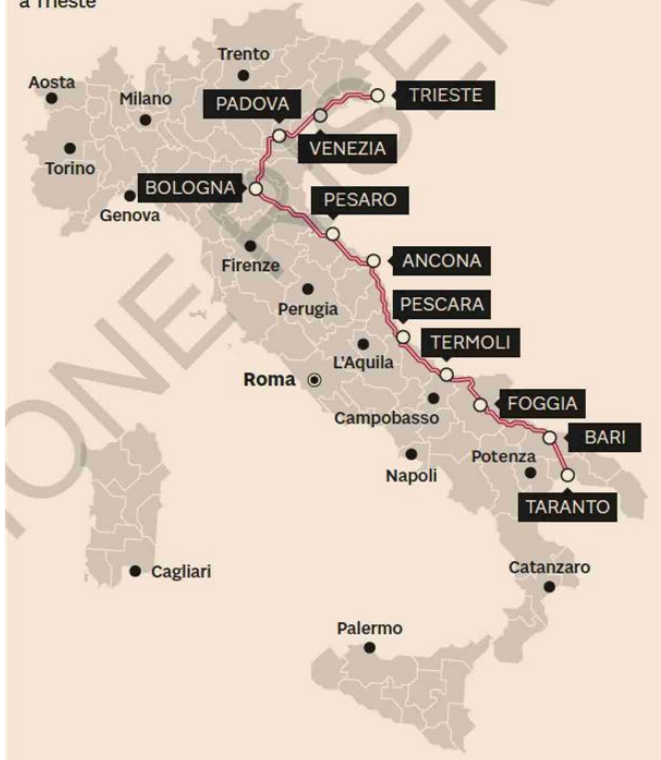 a Trieste
Trento
Aosta
Milano
PADOVA
TRIESTE
VENEZIA
Torino
BOLOGNA
PESARO
Genova
Firenze
ANCONA
Perugia
PESCARA
TERMOLI
L'Aquila
Roma
FOGGIA
Campobasso
BARI
Potenza
Napoli
TARANTO
Cagliari
Catanzaro
Palermo